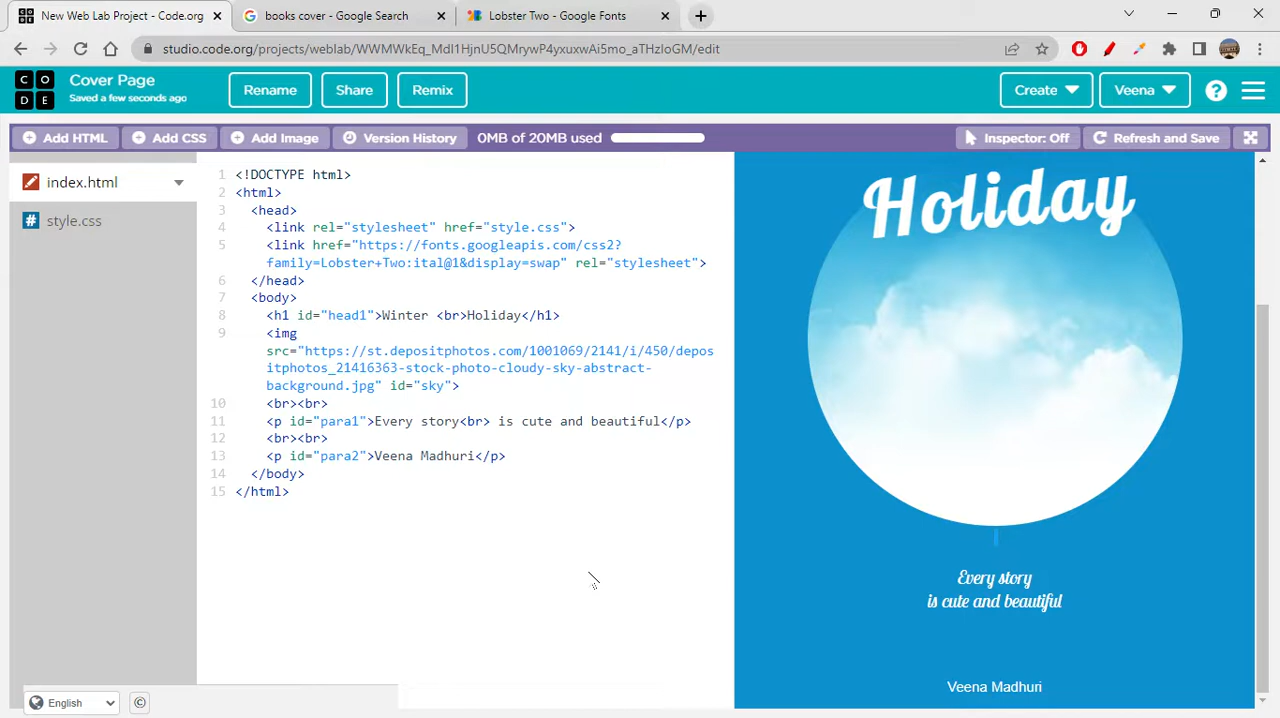 New Web Lab Project - Code.org
books cover - Google Search
Lobster Two - Google Fonts
studio.code.org/projects/weblab/WWMWkEq_MdI1HjnU5QMrywP4yxuxwAi5mo_aTHzIoGM/edit
C O D E
Cover Page
Saved a few seconds ago
Rename
Share
Remix
Create
Veena
?
Add HTML
Add CSS
Add Image
Version History
0MB of 20MB used
Inspector: Off
Refresh and Save
index.html
# style.css
1 <!DOCTYPE html>
2 <html>
3 <head>
4 <link rel="stylesheet" href="style.css">
5 <link href="https://fonts.googleapis.com/css2?
family=Lobster+Two:ital@1&display=swap" rel="stylesheet">
6 </head>
7 <body>
8 <h1 id="head1">Winter <br>Holiday</h1>
9 <img
src="https://st.depositphotos.com/1001069/2141/i/450/depos
itphotos_21416363-stock-photo-cloudy-sky-abstract-
background.jpg" id="sky">
10 <br><br>
11 <p id="para1">Every story<br> is cute and beautiful</p>
12 <br><br>
13 <p id="para2">Veena Madhuri</p>
14 </body>
15 </html>
Holiday
Every story
is cute and beautiful
Veena Madhuri
English
©